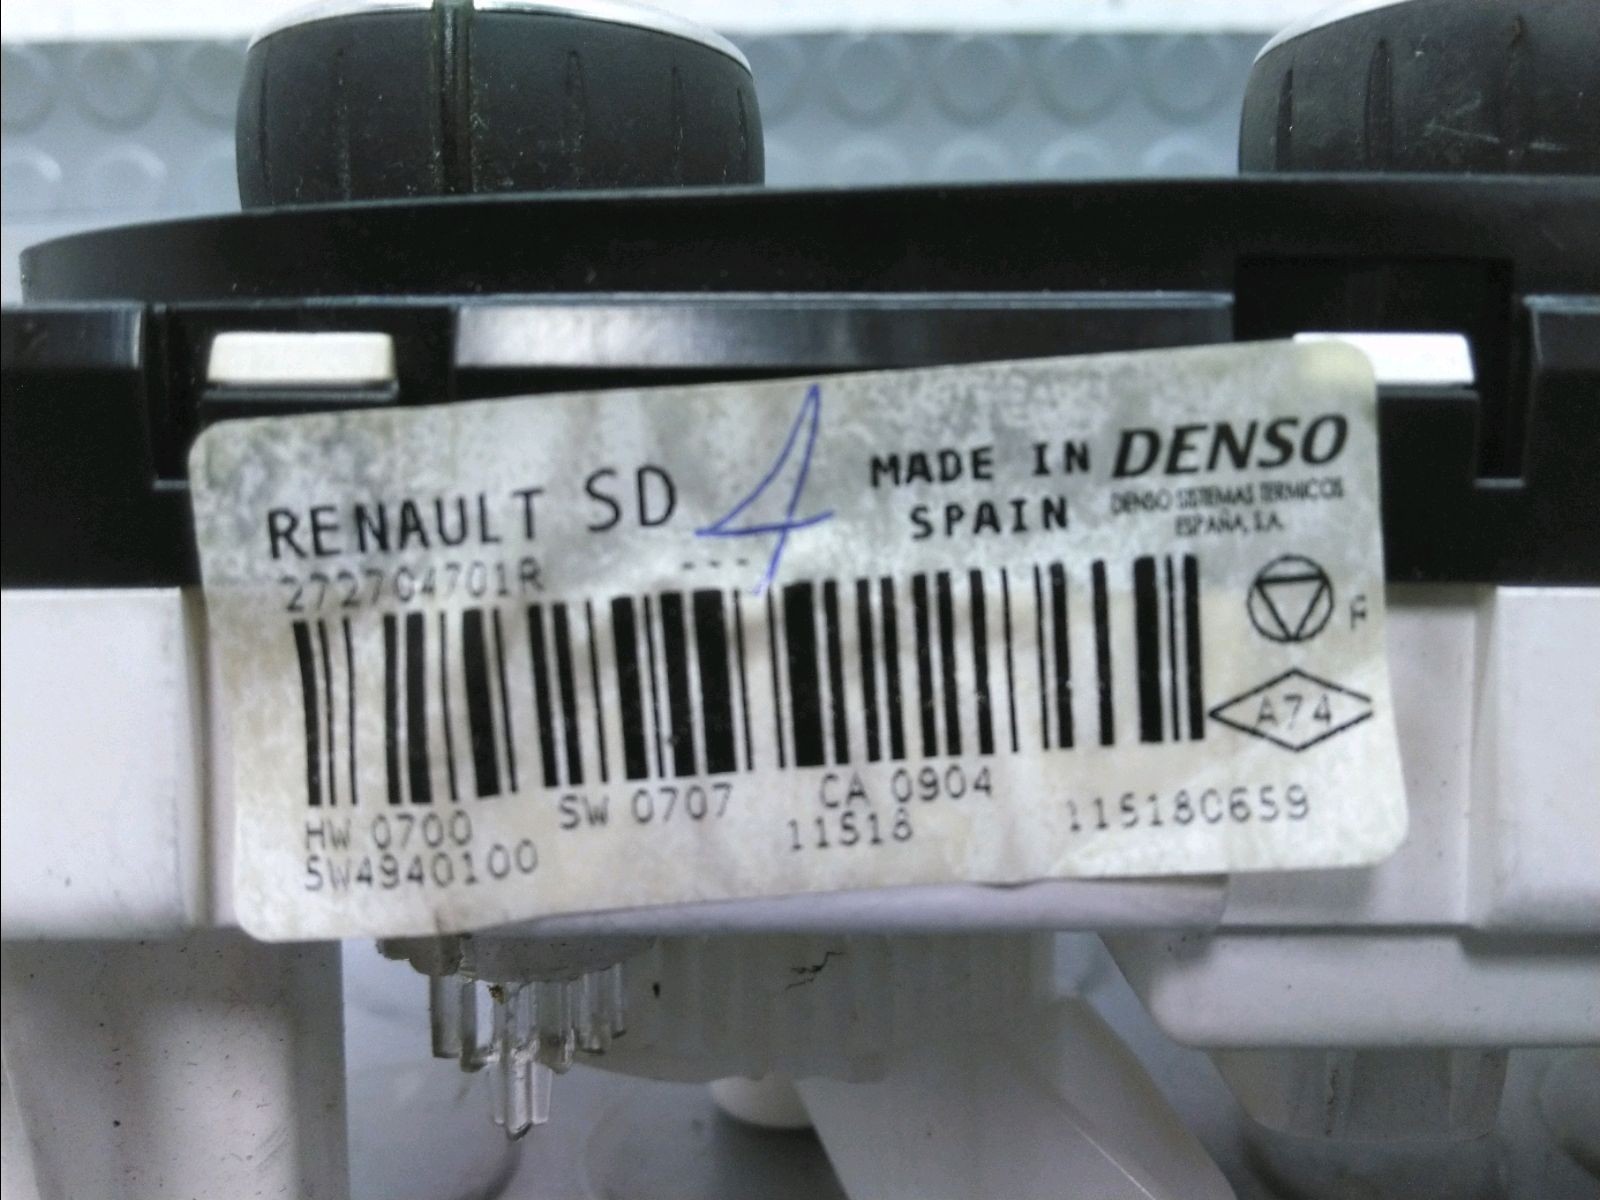 RENAULT SD 4
MADE IN
SPAIN
DENSO
DENSO SISTEMAS TERMICOS
ESPAÑA, S.A.
272704701R ---
F
A74
HW 0700 SW 0707 CA 0904
SW4940100 11518 115180659